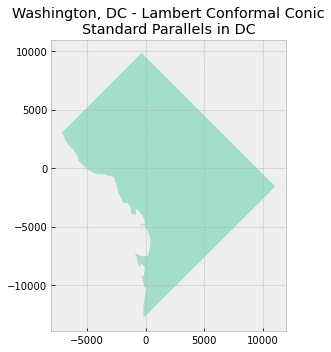 Washington, DC - Lambert Conformal Conic
Standard Parallels in DC
10000
5000
0
−5000
−10000
−5000 0 5000 10000